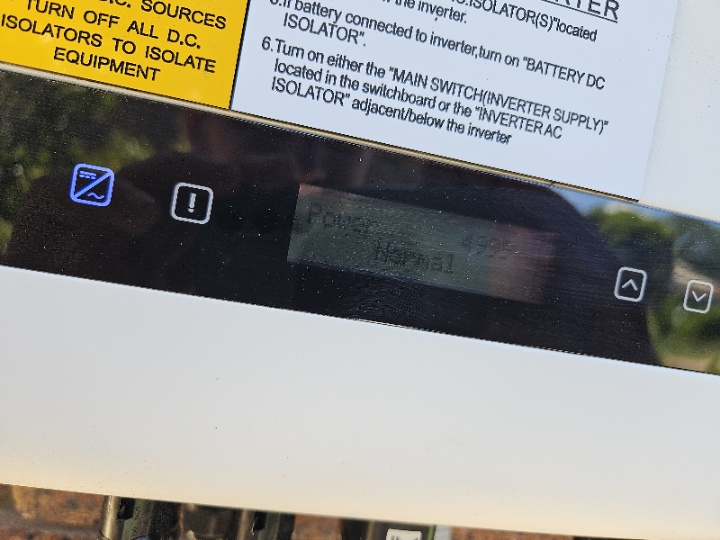 D.C. SOURCES
TURN OFF ALL D.C.
ISOLATORS TO ISOLATE
EQUIPMENT
the inverter.
5.If battery connected to inverter,turn on "BATTERY DC
ISOLATOR".
6.Turn on either the "MAIN SWITCH(INVERTER SUPPLY)"
located in the switchboard or the "INVERTER AC
ISOLATOR" adjacent/below the inverter
ISOLATOR(S)"located
Power
Normal